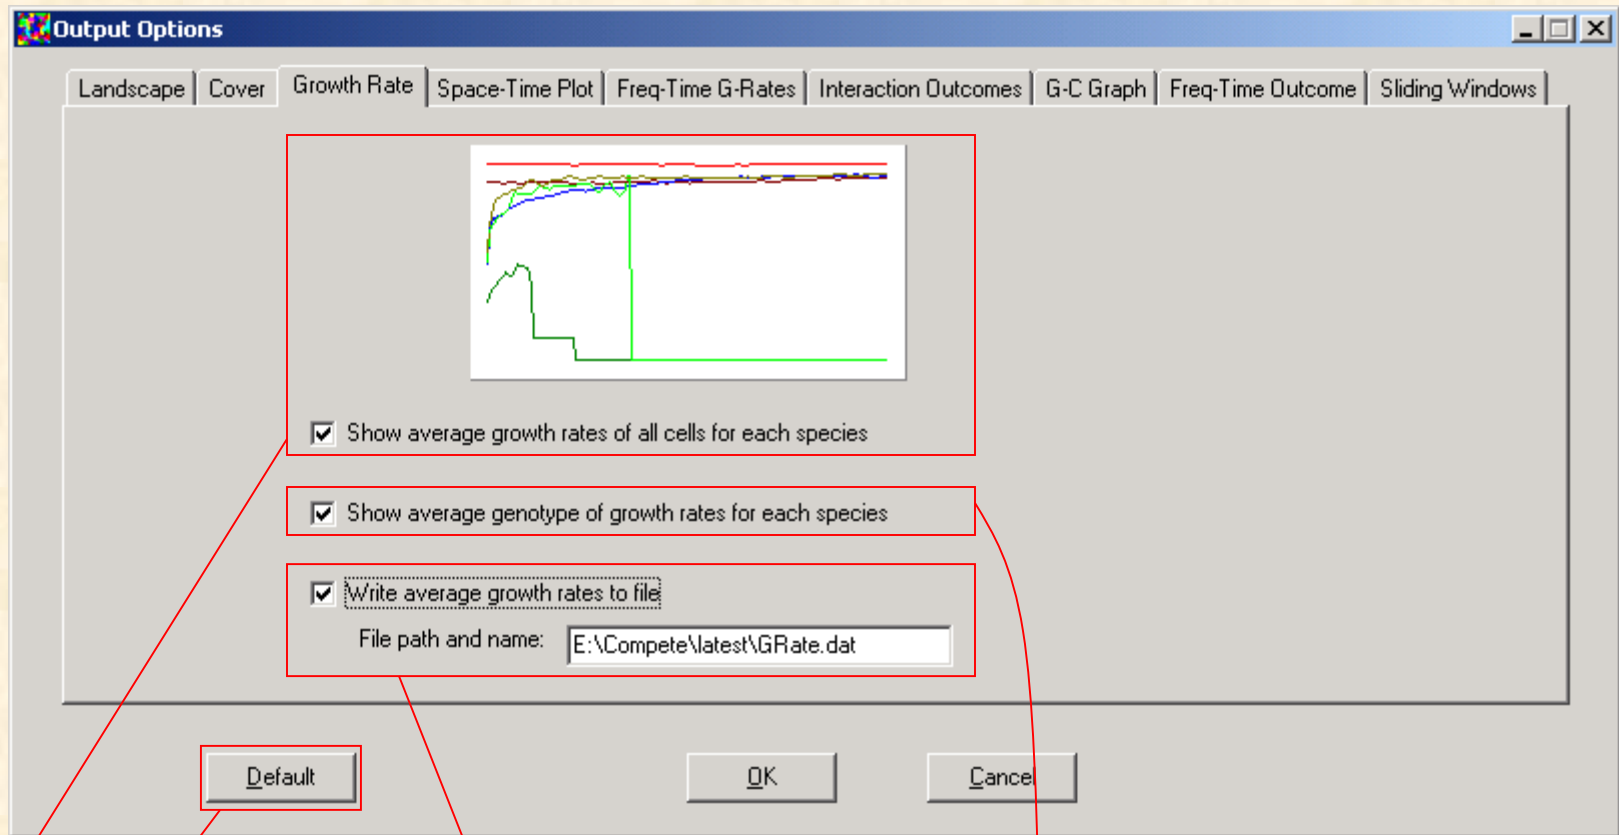 Output Options
Landscape Cover Growth Rate Space-Time Plot Freq-Time G-Rates Interaction Outcomes G-C Graph Freq-Time Outcome Sliding Windows
Show average growth rates of all cells for each species
Show average genotype of growth rates for each species
Write average growth rates to file
File path and name: E:\Compete\latest\GRate.dat
Default OK Cancel